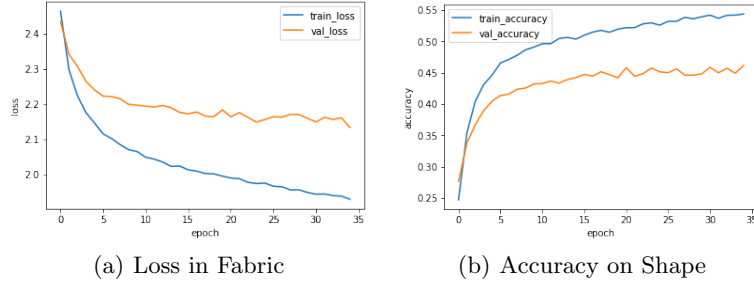 train_loss
val_loss
2.4
2.3
2.2
2.1
2.0
loss
0 5 10 15 20 25 30 35
epoch
(a) Loss in Fabric
train_accuracy
val_accuracy
0.55
0.50
0.45
0.40
0.35
0.30
0.25
accuracy
0 5 10 15 20 25 30 35
epoch
(b) Accuracy on Shape